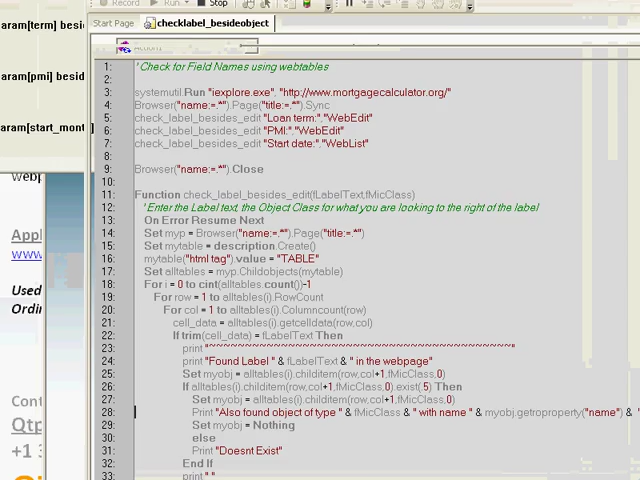 Record
Run
Stop
Start Page
checklabel_besideobject
Action1
aram[term] besi
aram[pmi] besid
aram[start_mont
webp
Appl
www
Used
Ordin
Cont
Qtp
+1 3
1: 'Check for Field Names using webtables
2:
3: systemutil.Run "iexplore.exe", "http://www.mortgagecalculator.org/"
4: Browser("name:=.*").Page("title:=.*").Sync
5: check_label_besides_edit "Loan term:","WebEdit"
6: check_label_besides_edit "PMI:","WebEdit"
7: check_label_besides_edit "Start date:","WebList"
8:
9: Browser("name:=.*").Close
10:
11: Function check_label_besides_edit(fLabelText,fMicClass)
12: 'Enter the Label text, the Object Class for what you are looking to the right of the label
13: On Error Resume Next
14: Set myp = Browser("name:=.*").Page("title:=.*")
15: Set mytable = description.Create()
16: mytable("html tag").value = "TABLE"
17: Set alltables = myp.Childobjects(mytable)
18: For i = 0 to cint(alltables.count())-1
19: For row = 1 to alltables(i).RowCount
20: For col = 1 to alltables(i).Columncount(row)
21: cell_data = alltables(i).getcelldata(row,col)
22: If trim(cell_data) = fLabelText Then
23: print "~~~~~~~~~~~~~~~~~~~~~~~~~~~~~~~~~~~~~~~~"
24: print "Found Label " & fLabelText & " in the webpage"
25: Set myobj = alltables(i).childitem(row,col+1,fMicClass,0)
26: If alltables(i).childitem(row,col+1,fMicClass,0).exist(5) Then
27: Set myobj = alltables(i).childitem(row,col+1,fMicClass,0)
28: Print "Also found object of type " & fMicClass & " with name " & myobj.getroproperty("name") & "
29: Set myobj = Nothing
30: else
31: Print "Doesnt Exist"
32: End If
33: print " "